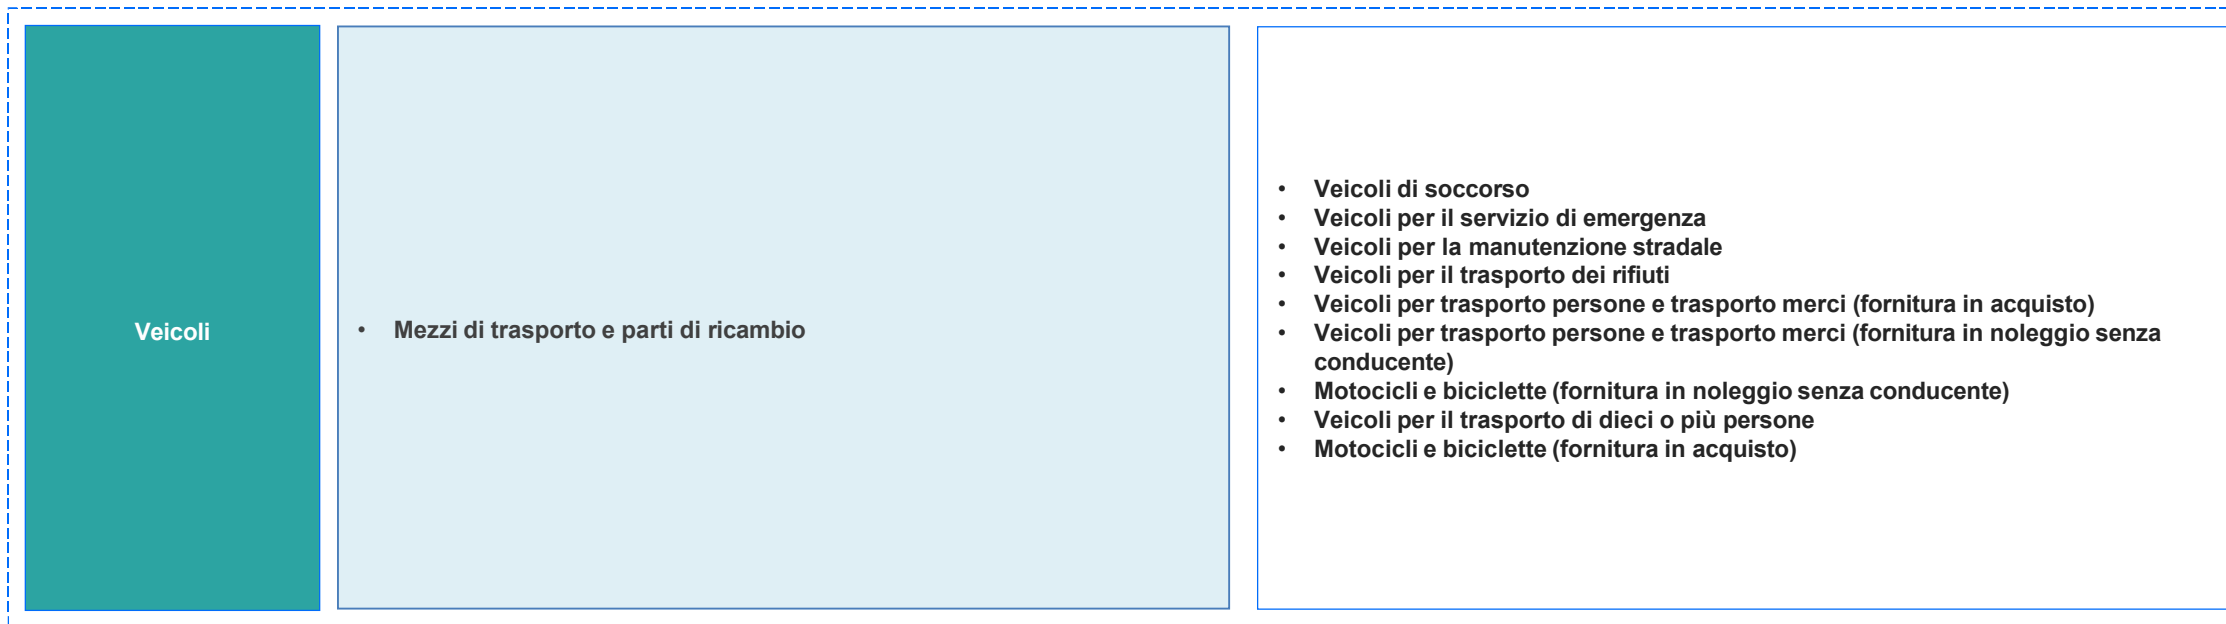 Veicoli
• Mezzi di trasporto e parti di ricambio
• Veicoli di soccorso
• Veicoli per il servizio di emergenza
• Veicoli per la manutenzione stradale
• Veicoli per il trasporto dei rifiuti
• Veicoli per trasporto persone e trasporto merci (fornitura in acquisto)
• Veicoli per trasporto persone e trasporto merci (fornitura in noleggio senza
conducente)
• Motocicli e biciclette (fornitura in noleggio senza conducente)
• Veicoli per il trasporto di dieci o più persone
• Motocicli e biciclette (fornitura in acquisto)